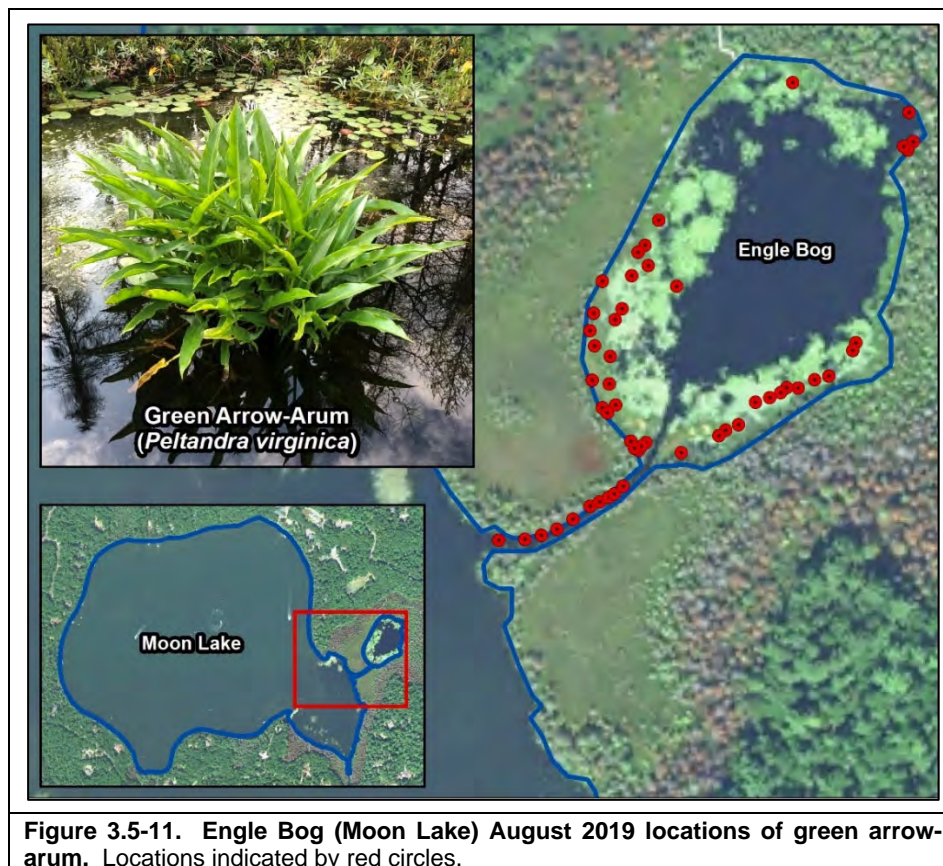 Engle Bog
Green Arrow-Arum
(Peltandra virginica)
Moon Lake
Figure 3.5-11. Engle Bog (Moon Lake) August 2019 locations of green arrow-
arum. Locations indicated by red circles.